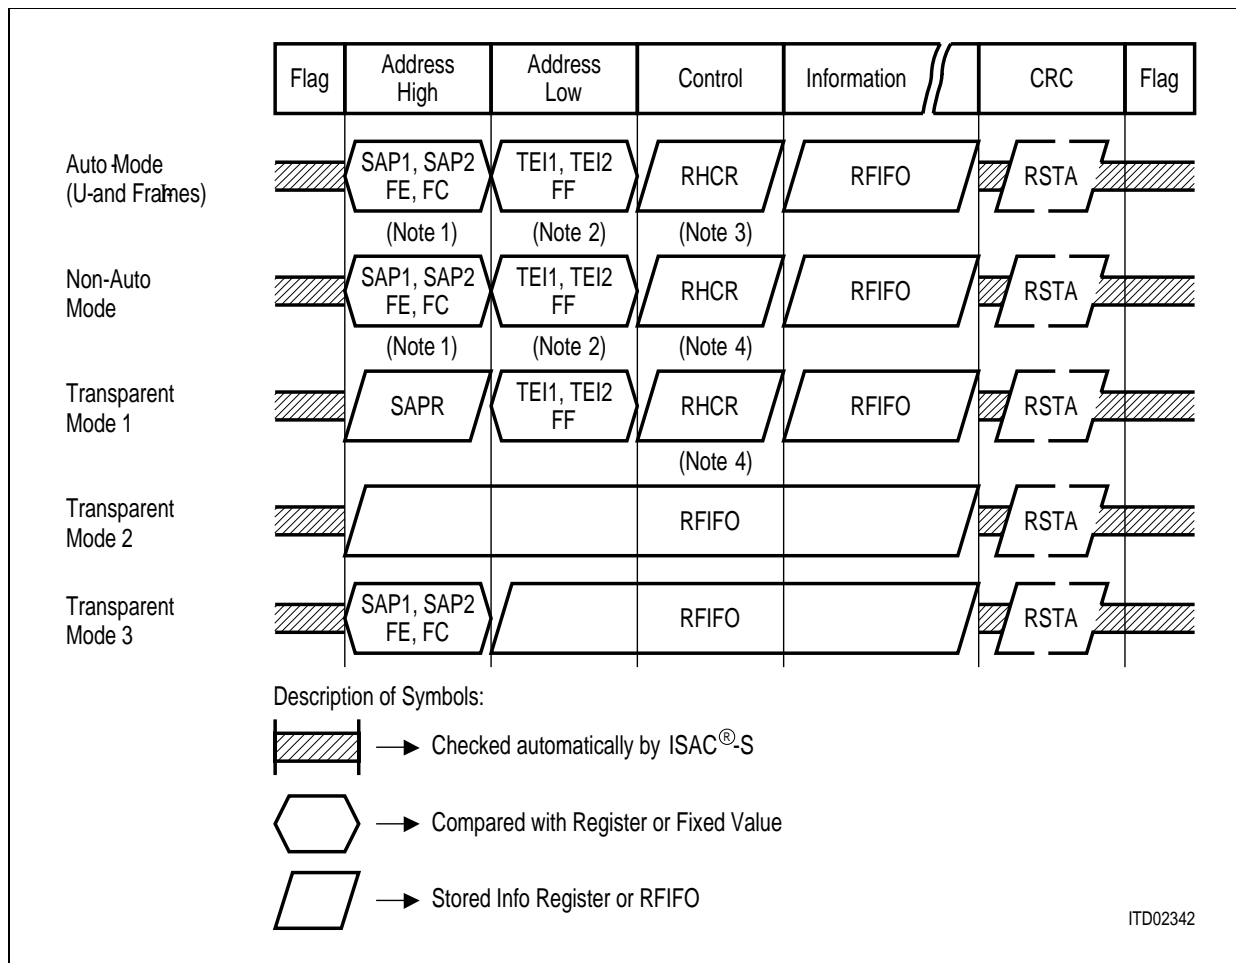 Flag Address High Address Low Control Information CRC Flag
Auto-Mode (U-and Frames) SAP1, SAP2 FE, FC TEI1, TEI2 FF RHCR RFIFO RSTA
(Note 1) (Note 2) (Note 3)
Non-Auto Mode SAP1, SAP2 FE, FC TEI1, TEI2 FF RHCR RFIFO RSTA
(Note 1) (Note 2) (Note 4)
Transparent Mode 1 SAPR TEI1, TEI2 FF RHCR RFIFO RSTA
(Note 4)
Transparent Mode 2 RFIFO RSTA
Transparent Mode 3 SAP1, SAP2 FE, FC RFIFO RSTA
Description of Symbols:
Checked automatically by ISAC®-S
Compared with Register or Fixed Value
Stored Info Register or RFIFO
ITD02342